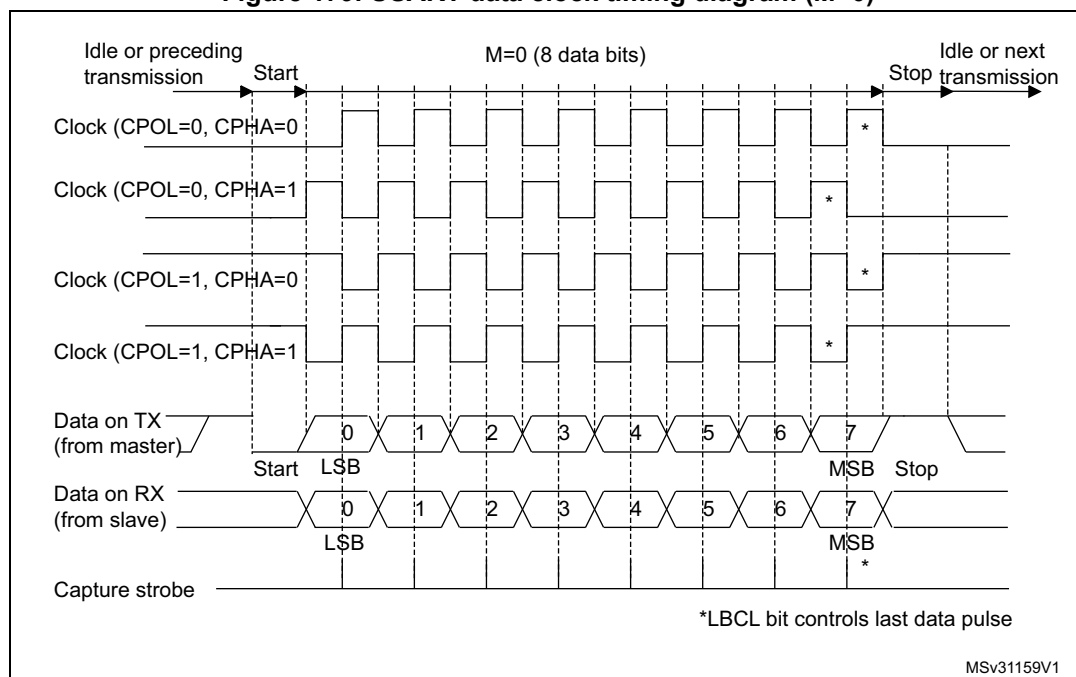 Idle or preceding
transmission
Start
M=0 (8 data bits)
Stop
Idle or next
transmission
Clock (CPOL=0, CPHA=0
*
Clock (CPOL=0, CPHA=1
*
Clock (CPOL=1, CPHA=0
*
Clock (CPOL=1, CPHA=1
*
Data on TX
(from master)
0 1 2 3 4 5 6 7
Start LSB MSB Stop
Data on RX
(from slave)
0 1 2 3 4 5 6 7
LSB MSB
*
Capture strobe
*LBCL bit controls last data pulse
MSv31159V1